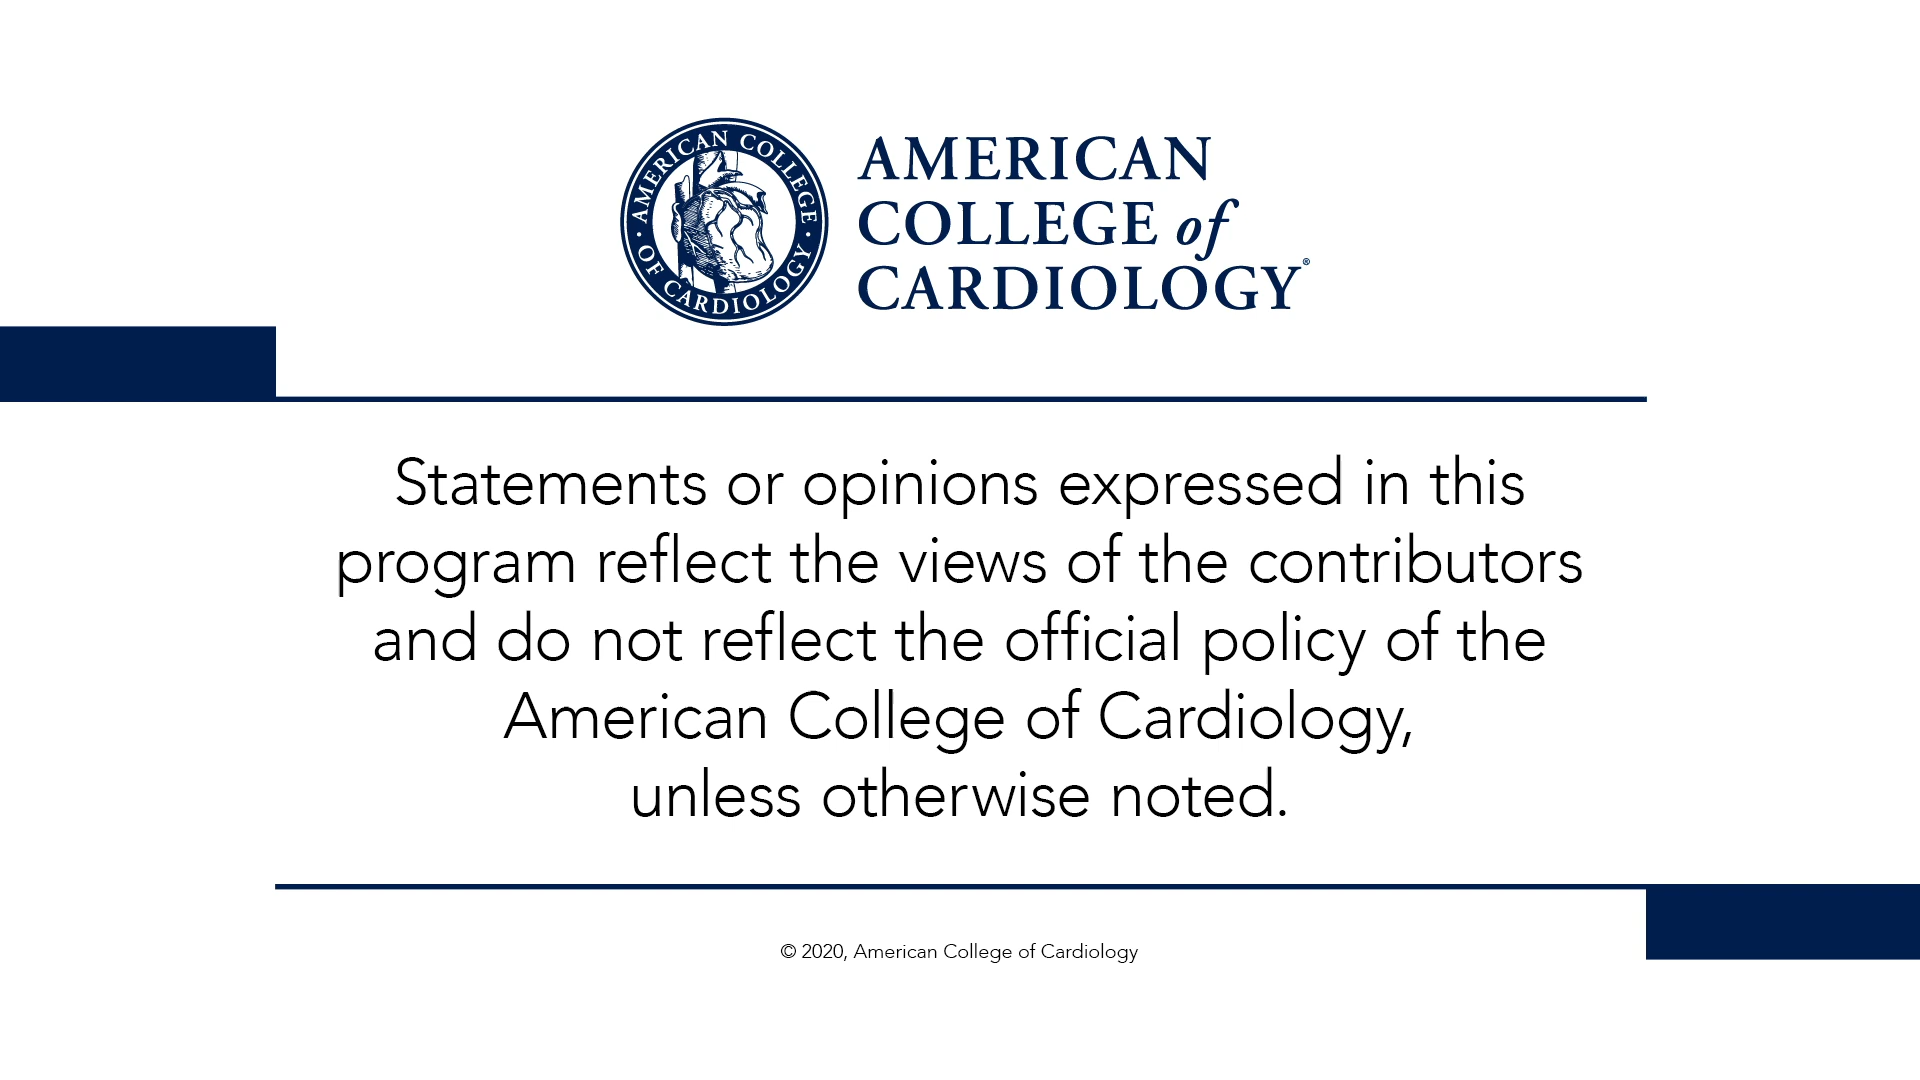 AMERICAN COLLEGE
OF CARDIOLOGY
AMERICAN
COLLEGE of
CARDIOLOGY®
Statements or opinions expressed in this
program reflect the views of the contributors
and do not reflect the official policy of the
American College of Cardiology,
unless otherwise noted.
© 2020, American College of Cardiology